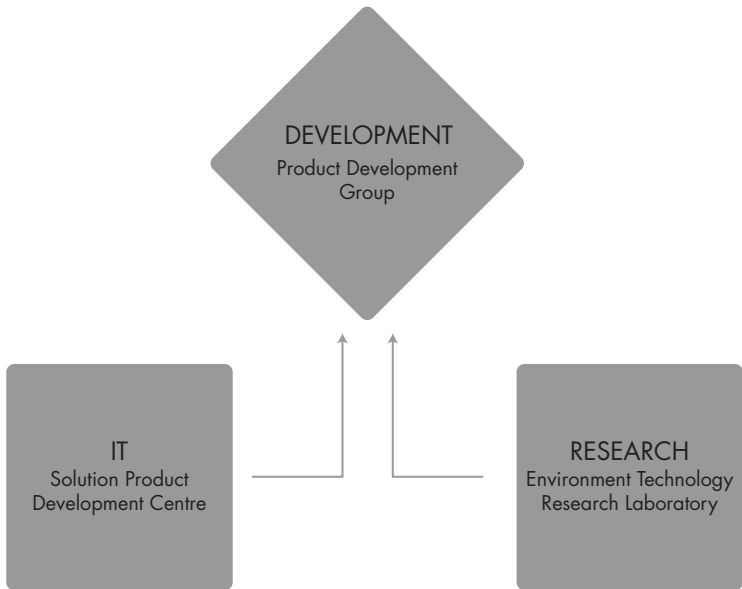 DEVELOPMENT
Product Development
Group
IT
Solution Product
Development Centre
RESEARCH
Environment Technology
Research Laboratory